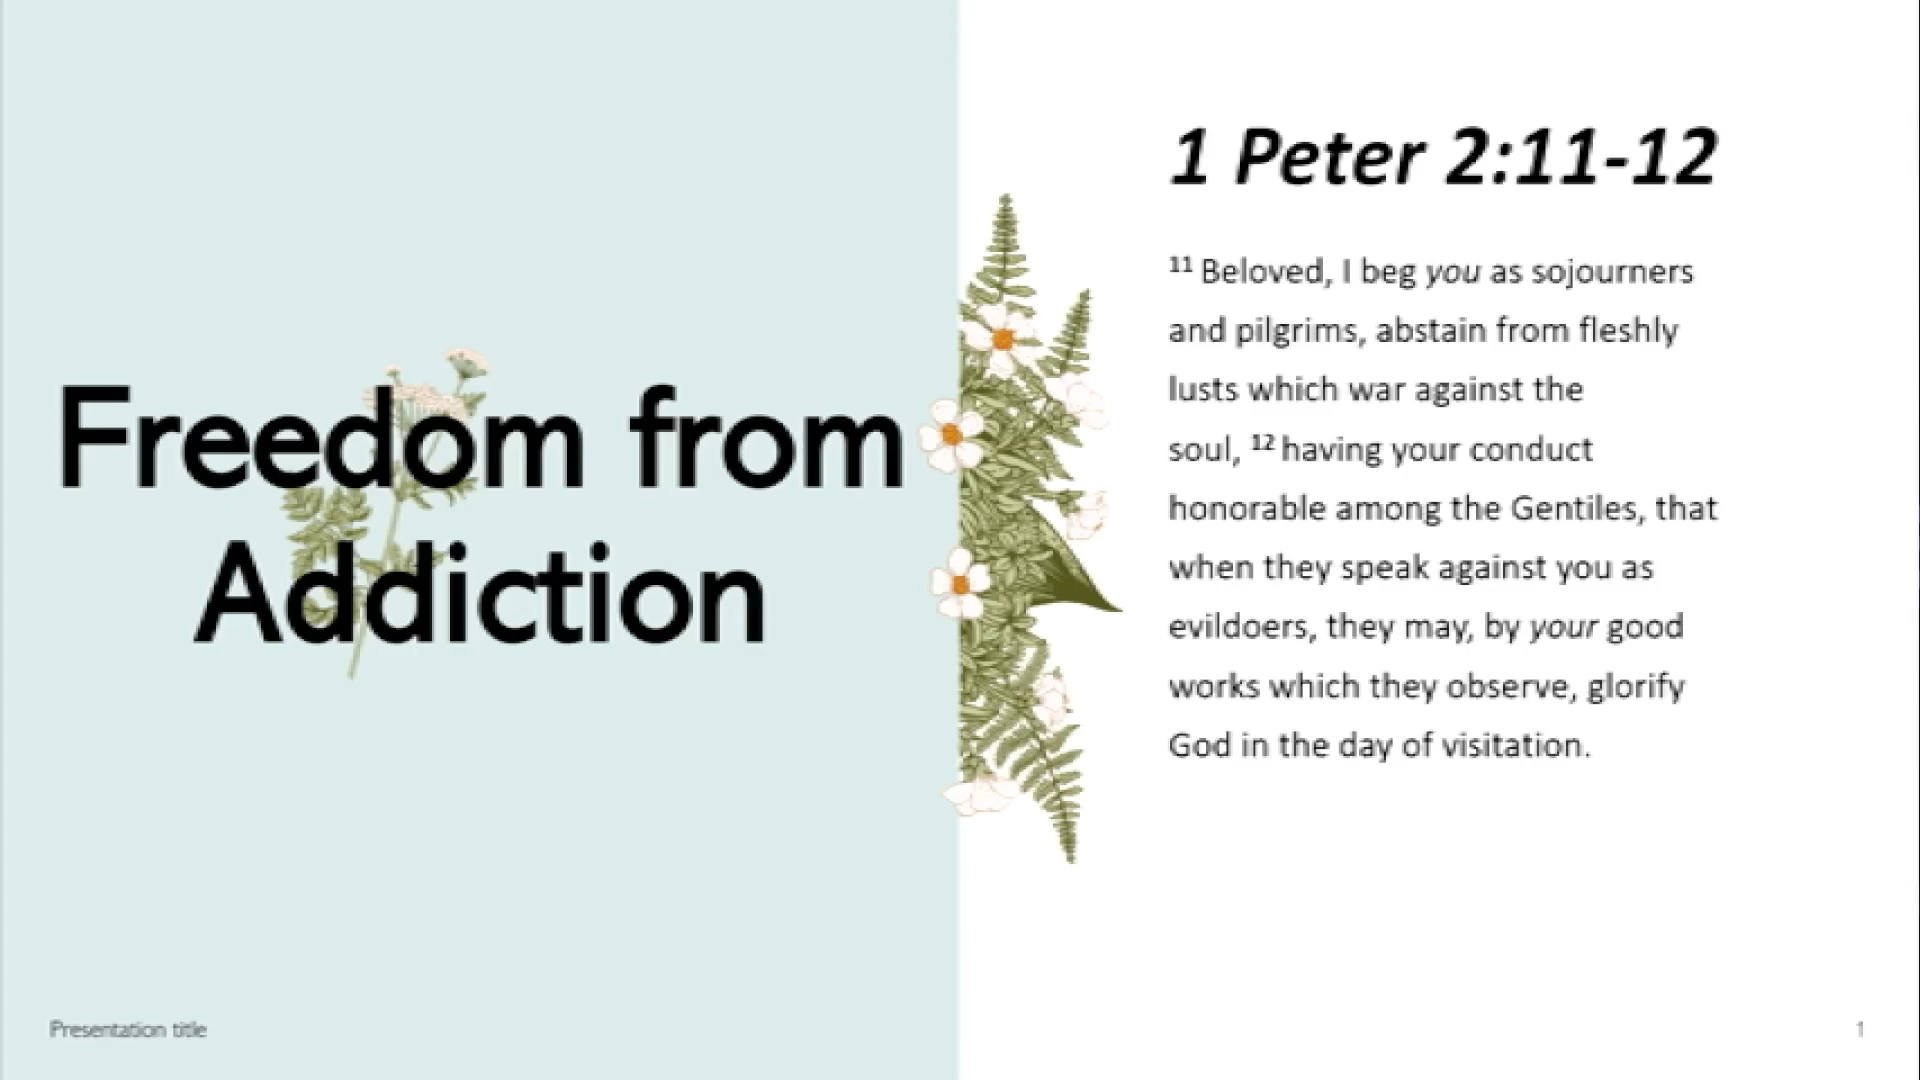 Freedom from
Addiction
1 Peter 2:11-12
11 Beloved, I beg you as sojourners
and pilgrims, abstain from fleshly
lusts which war against the
soul, 12 having your conduct
honorable among the Gentiles, that
when they speak against you as
evildoers, they may, by your good
works which they observe, glorify
God in the day of visitation.
Presentation title
1